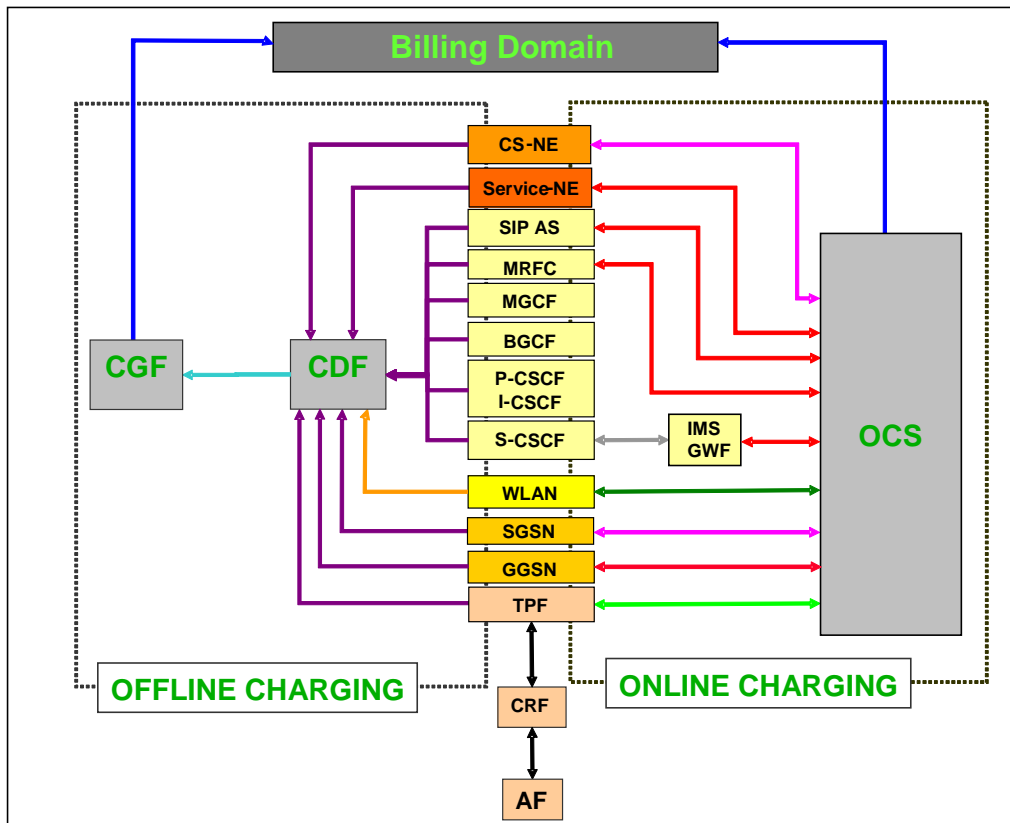 Billing Domain
CS-NE
Service-NE
SIP AS
MRFC
MGCF
BGCF
CGF
CDF
P-CSCF
I-CSCF
S-CSCF
IMS
GWF
OCS
WLAN
SGSN
GGSN
TPF
OFFLINE CHARGING
ONLINE CHARGING
CRF
AF